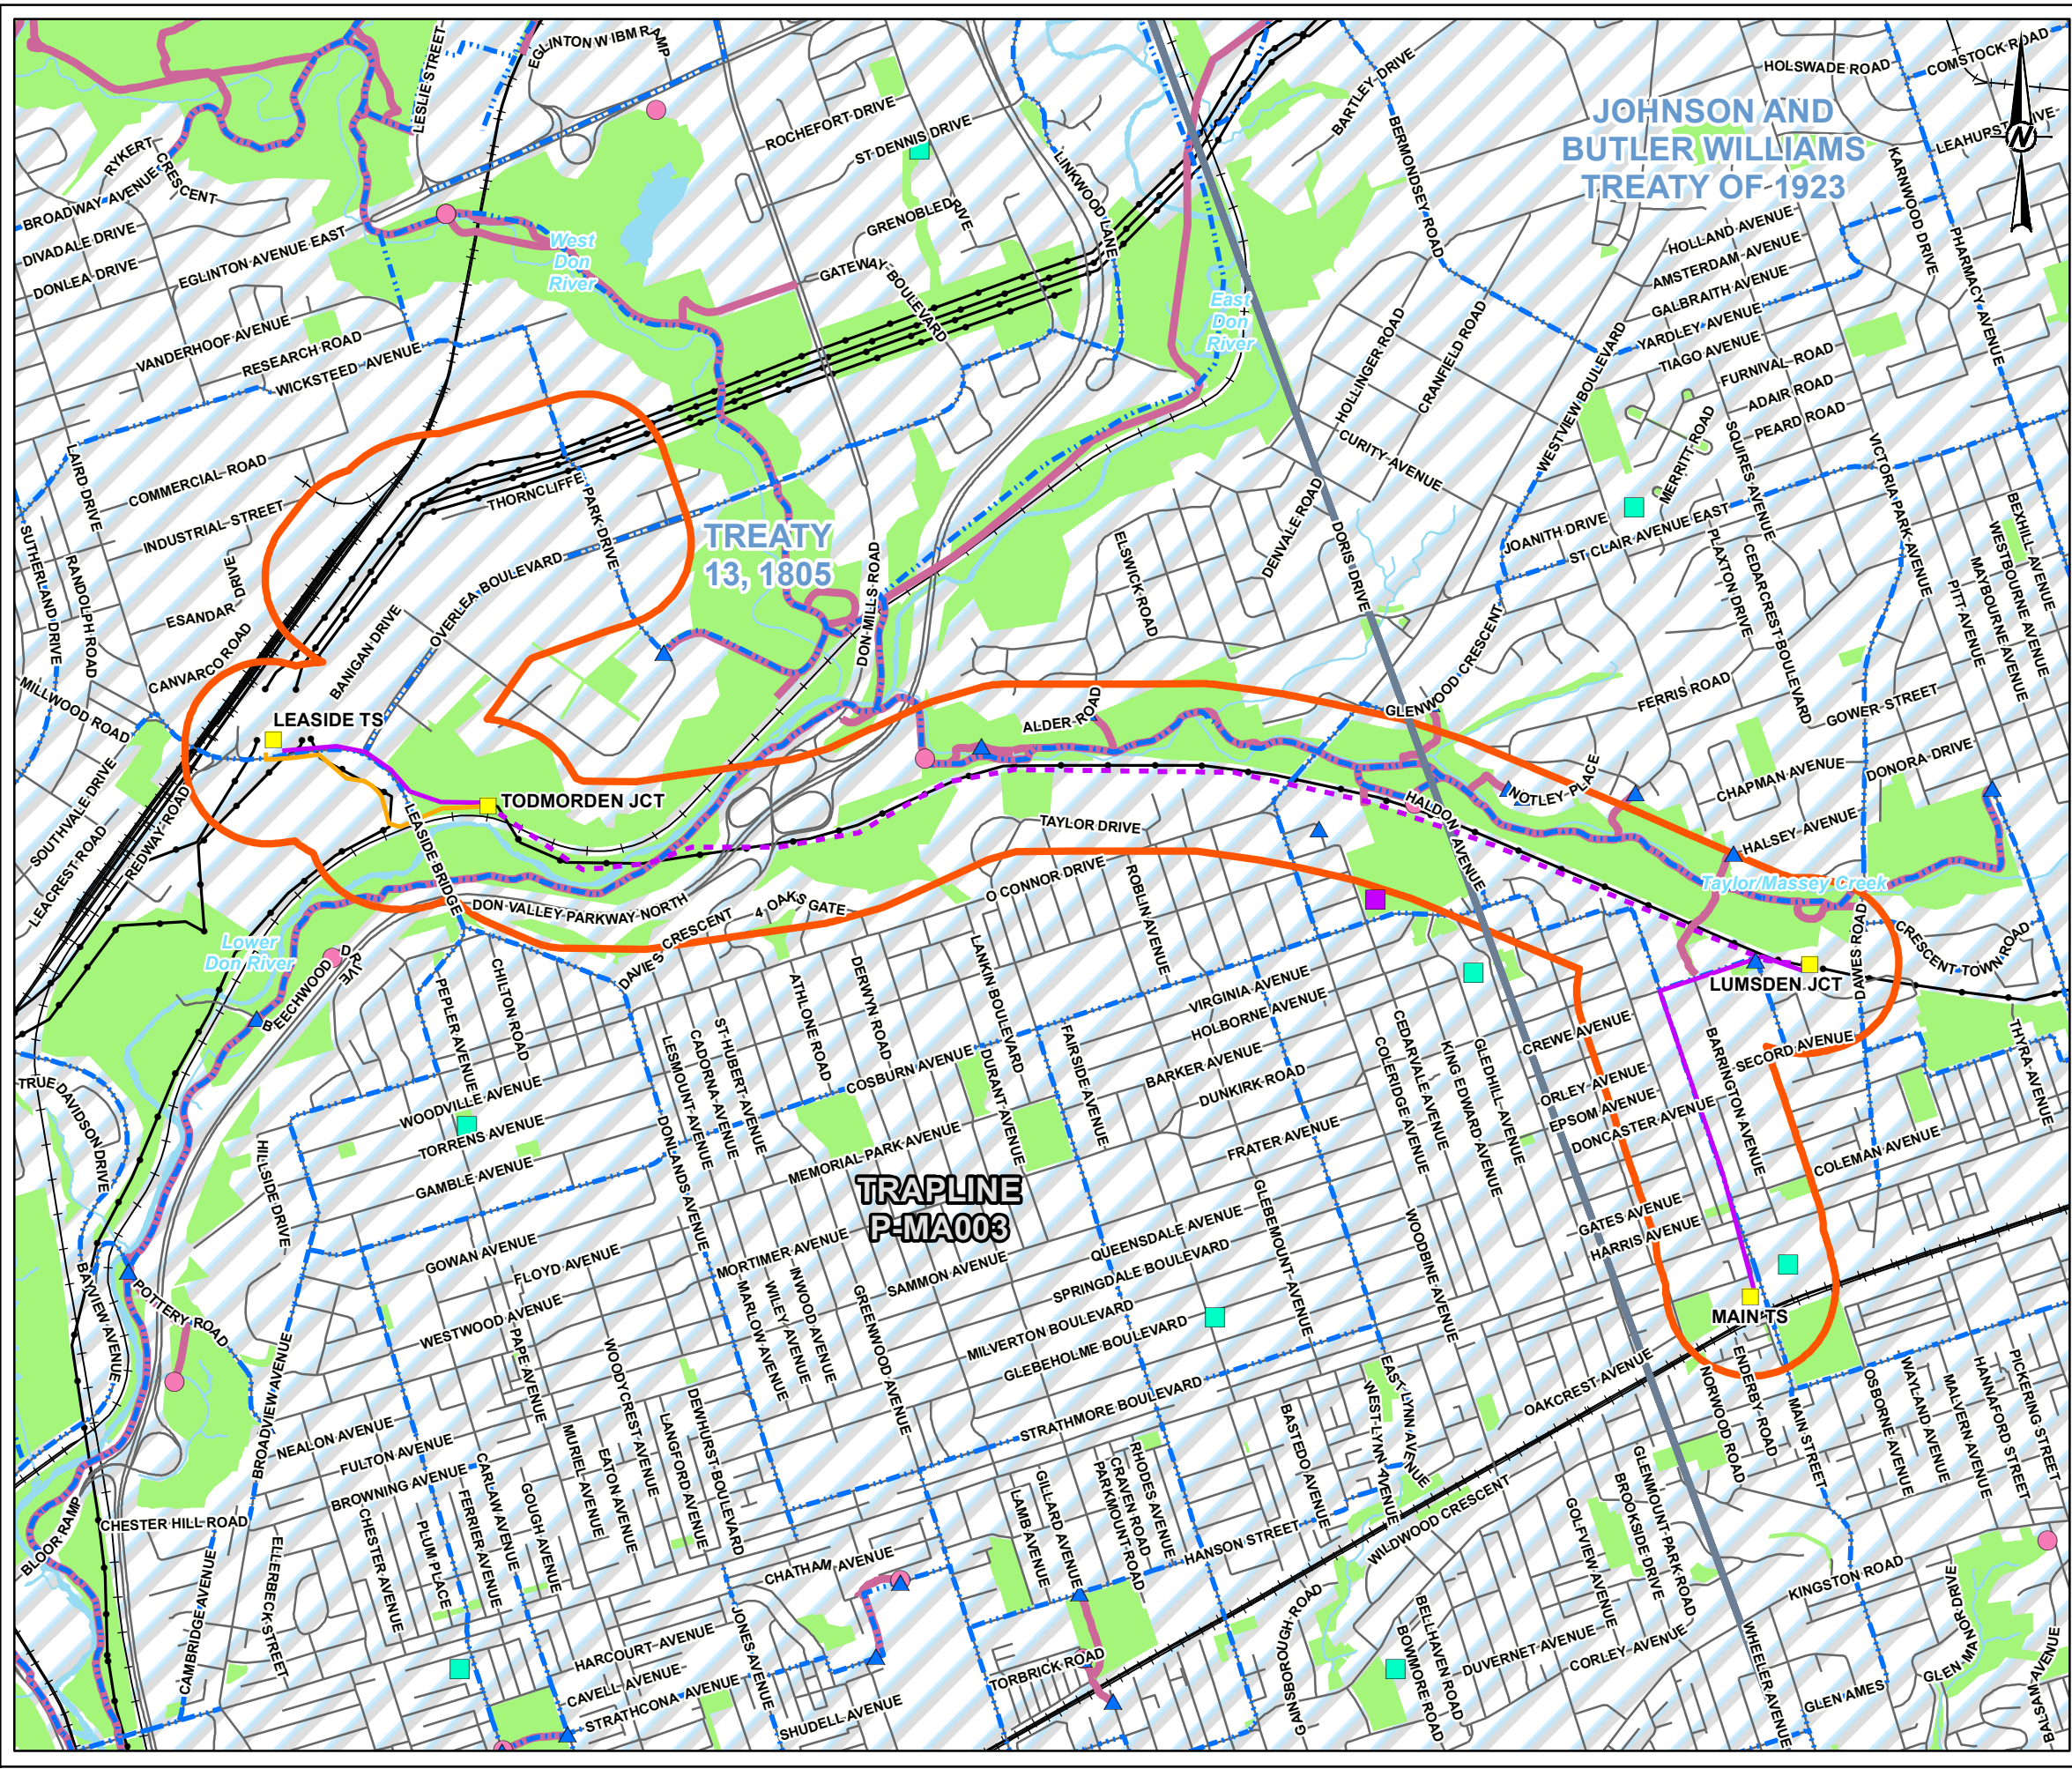 EGLINTON W IBM RAMP
LESLIE STREET
ROCHEFORT DRIVE
ST DENNIS DRIVE
LINKWOOD LANE
BARTLEY DRIVE
BERMONDSEY ROAD
HOLSWADE ROAD
COMSTOCK ROAD
LEAHURST DRIVE
N
JOHNSON AND
BUTLER WILLIAMS
TREATY OF 1923
KARNWOOD DRIVE
PHARMACY AVENUE
RYKERT
CRESCENT
BROADWAY AVENUE
DIVADALE DRIVE
DONLEA DRIVE
EGLINTON AVENUE EAST
West
Don
River
GRENOBLE DRIVE
GATEWAY BOULEVARD
East
Don
River
HOLLAND AVENUE
AMSTERDAM AVENUE
GALBRAITH AVENUE
YARDLEY AVENUE
TIAGO AVENUE
FURNIVAL ROAD
ADAIR ROAD
PEARD ROAD
VANDERHOOF AVENUE
RESEARCH ROAD
WICKSTEED AVENUE
HOLLINGER ROAD
CRANFIELD ROAD
CURITY AVENUE
WESTVIEW BOULEVARD
MERRITT ROAD
SQUIRES AVENUE
VICTORIA PARK AVENUE
LAIRD DRIVE
COMMERCIAL ROAD
INDUSTRIAL STREET
THORNCLIFFE PARK DRIVE
SUTHERLAND DRIVE
RANDOLPH ROAD
ESANDAR DRIVE
CANVARCO ROAD
BANIGAN DRIVE
OVERLEA BOULEVARD
TREATY
13, 1805
DON MILLS ROAD
ELSWICK ROAD
DENVALE ROAD
DORIS DRIVE
JOANITH DRIVE
ST CLAIR AVENUE EAST
PLAXTON DRIVE
CEDARCREST BOULEVARD
PITT AVENUE
MAYBOURNE AVENUE
WESTBOURNE AVENUE
BEXHILL AVENUE
MILLWOOD ROAD
LEASIDE TS
TODMORDEN JCT
ALDER ROAD
GLENWOOD CRESCENT
FERRIS ROAD
GOWER STREET
DONORA DRIVE
CHAPMAN AVENUE
NOTLEY PLACE
HALSEY AVENUE
HALDON AVENUE
TAYLOR DRIVE
Taylor/Massey Creek
SOUTHVALE DRIVE
LEACREST ROAD
REDWAY ROAD
LEASIDE BRIDGE
DON VALLEY PARKWAY NORTH
4 OAKS GATE
DAVIES CRESCENT
O CONNOR DRIVE
ROBLIN AVENUE
Lower
Don River
BEECHWOOD DRIVE
DAWES ROAD
CRESCENT TOWN ROAD
LUMSDEN JCT
PEPLER AVENUE
CHILTON ROAD
ATHLONE ROAD
DERWYN ROAD
LANKIN BOULEVARD
VIRGINIA AVENUE
HOLBORNE AVENUE
BARKER AVENUE
DUNKIRK ROAD
CREWE AVENUE
ORLEY AVENUE
EPSOM AVENUE
DONCASTER AVENUE
BARRINGTON AVENUE
SECORD AVENUE
THYRA AVENUE
COLEMAN AVENUE
TRUE DAVIDSON DRIVE
WOODVILLE AVENUE
TORRENS AVENUE
GAMBLE AVENUE
HILLSIDE DRIVE
DONLANDS AVENUE
LESMOUNT AVENUE
CADORNA AVENUE
ST HUBERT AVENUE
COSBURN AVENUE
DURANT AVENUE
FAIRSIDE AVENUE
MEMORIAL PARK AVENUE
FRATER AVENUE
COLERIDGE AVENUE
CEDARVALE AVENUE
KING EDWARD AVENUE
GLEDHILL AVENUE
TRAPLINE
P-MA003
GATES AVENUE
HARRIS AVENUE
BAYVIEW AVENUE
POTTERY ROAD
GOWAN AVENUE
FLOYD AVENUE
WESTWOOD AVENUE
MORTIMER AVENUE
SAMMON AVENUE
QUEENSDALE AVENUE
SPRINGDALE BOULEVARD
MILVERTON BOULEVARD
GLEBEHOLME BOULEVARD
GLEBEMOUNT AVENUE
WOODBINE AVENUE
MAIN TS
BROADVIEW AVENUE
PAPE AVENUE
WOODYCREST AVENUE
MARLOW AVENUE
WILEY AVENUE
INWOOD AVENUE
GREENWOOD AVENUE
STRATHMORE BOULEVARD
EAST LYNN AVENUE
WEST LYNN AVENUE
OAKCREST AVENUE
NORWOOD ROAD
ENDERBY ROAD
MAIN STREET
OSBORNE AVENUE
WAYLAND AVENUE
MALVERN AVENUE
HANNAFORD STREET
PICKERING STREET
NEALON AVENUE
FULTON AVENUE
BROWNING AVENUE
CHESTER HILL ROAD
BLOOR RAMP
CAMBRIDGE AVENUE
ELLERBECK STREET
CHESTER AVENUE
PLUM PLACE
FERRIER AVENUE
CARLAW AVENUE
GOUGH AVENUE
MURIEL AVENUE
EATON AVENUE
LANGFORD AVENUE
DEWHURST BOULEVARD
CHATHAM AVENUE
LAMB AVENUE
GILLARD AVENUE
PARKMOUNT ROAD
CRAVEN ROAD
RHODES AVENUE
HANSON STREET
BASTEDO AVENUE
WILDWOOD CRESCENT
GOLFVIEW AVENUE
BROOKSIDE DRIVE
GLENMOUNT PARK ROAD
KINGSTON ROAD
HARCOURT AVENUE
CAVELL AVENUE
STRATHCONA AVENUE
JONES AVENUE
SHUDELL AVENUE
TORBRICK ROAD
GAINSBOROUGH ROAD
BOWMORE ROAD
BELHAVEN ROAD
DUVERNET AVENUE
CORLEY AVENUE
WHEELER AVENUE
GLEN AMES
GLEN MANOR DRIVE
BALSAM AVENUE